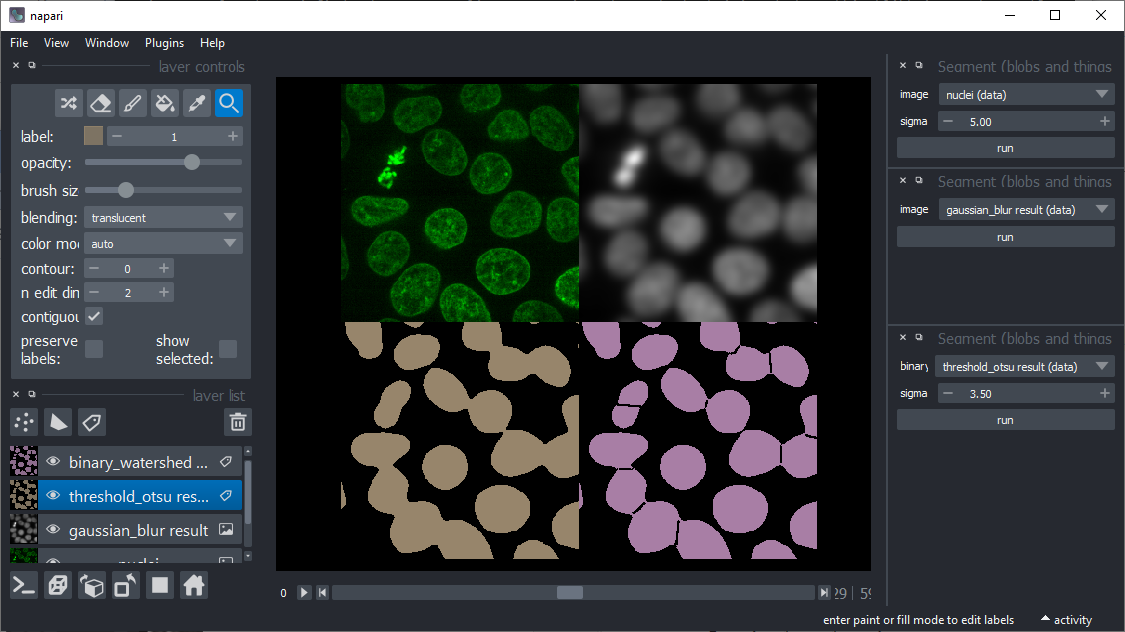 napari
File View Window Plugins Help
layer controls
label: 1
opacity:
brush siz
blending: translucent
color mo
auto
contour: 0
n edit din
2
contiguou
preserve labels:
show selected:
layer list
binary_watershed ...
threshold_otsu res...
gaussian_blur result
nuclei
0
29 | 59
Segment (blobs and things
image nuclei (data)
sigma 5.00
run
Segment (blobs and things
image gaussian_blur result (data)
run
Segment (blobs and things
binary threshold_otsu result (data)
sigma 3.50
run
enter paint or fill mode to edit labels
activity